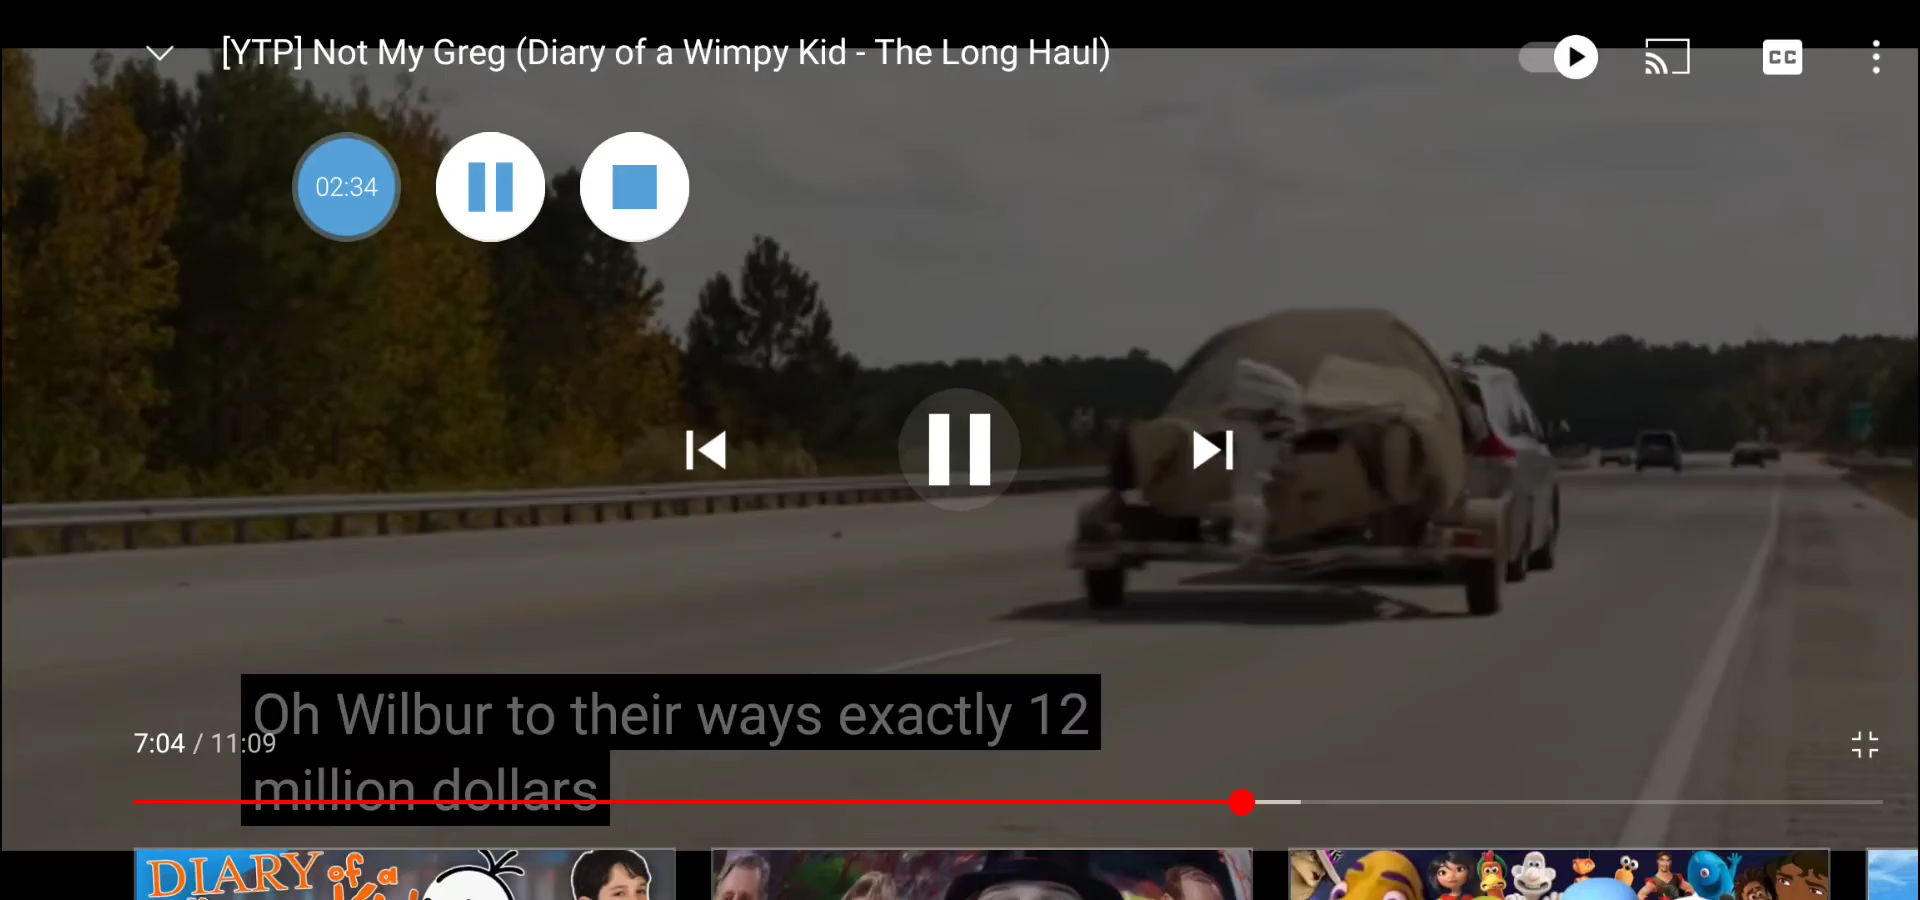 [YTP] Not My Greg (Diary of a Wimpy Kid - The Long Haul)
CC
02:34
Oh Wilbur to their ways exactly 12
7:04 / 11:09
million dollars
DIARY of a